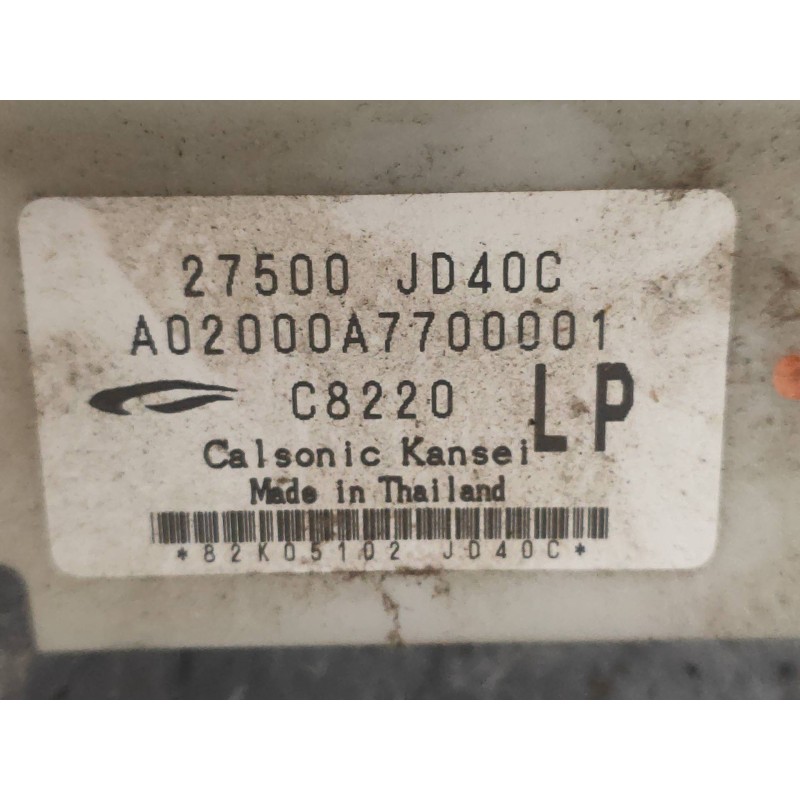 27500 JD40C
A02000A7700001
C8220 LP
Calsonic Kansei
Made in Thailand
*82K05102 JD40C*